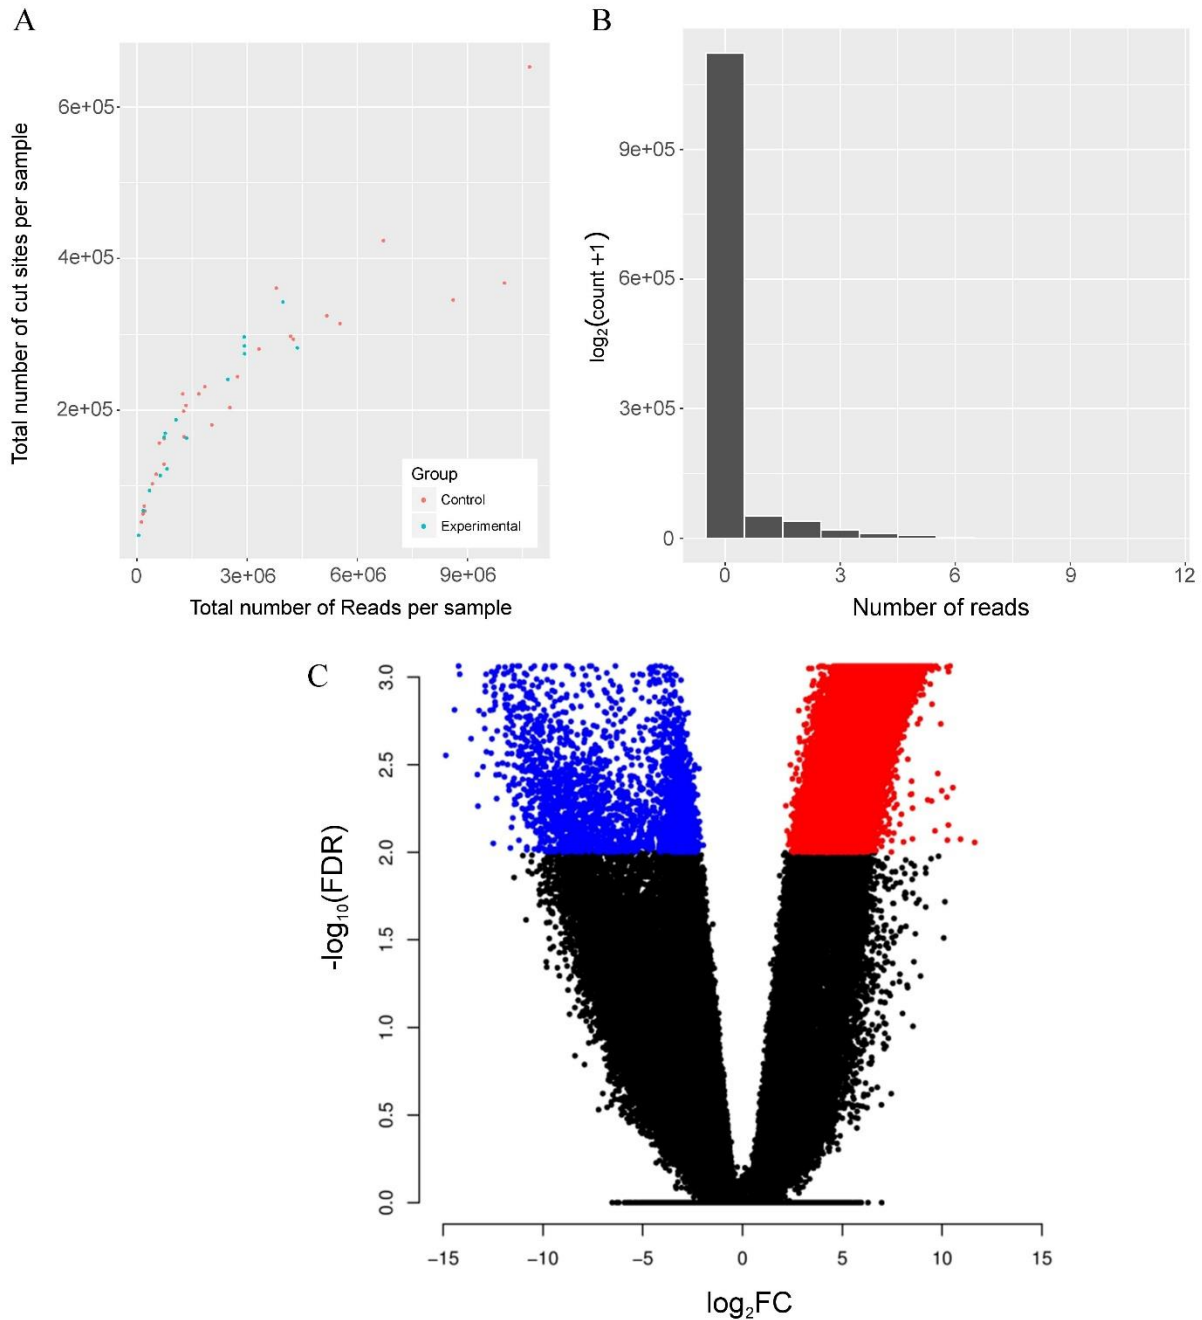 A
Total number of cut sites per sample
6e+05
4e+05
2e+05
Group
Control
Experimental
0
3e+06
6e+06
9e+06
Total number of Reads per sample
B
log₂(count +1)
9e+05
6e+05
3e+05
0
0
3
6
9
12
Number of reads
C
-log₁₀(FDR)
3.0
2.5
2.0
1.5
1.0
0.5
0.0
−15
−10
−5
0
5
10
15
log₂FC